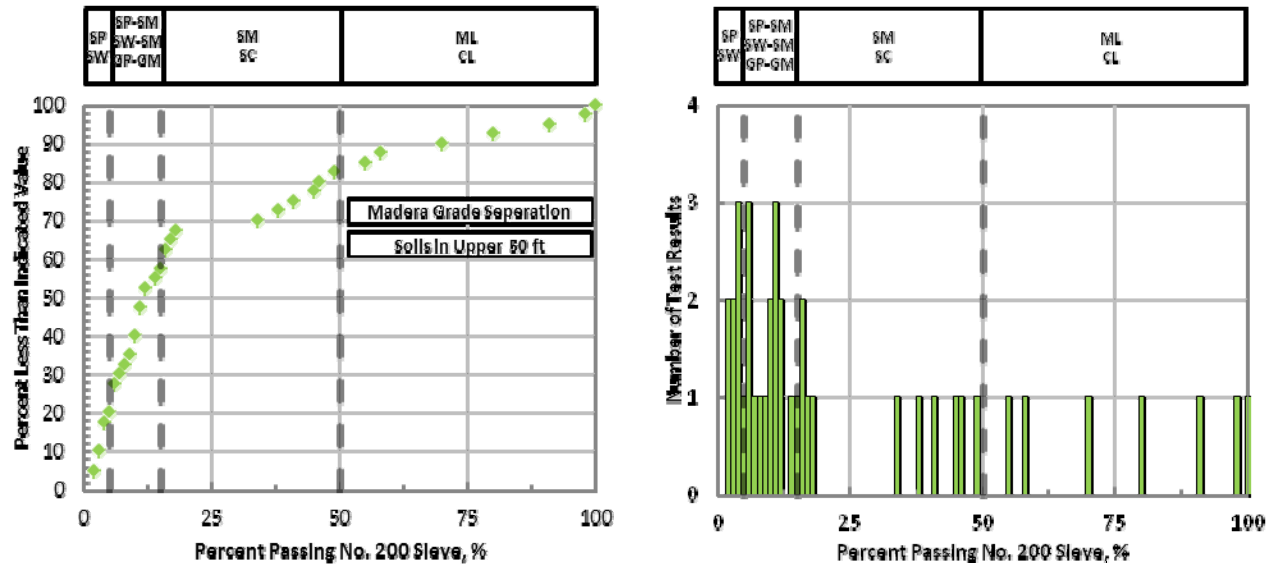 SP
SW
SP-SM
SW-SM
GP-GM
SM
SC
ML
CL
100
90
80
70
60
50
40
30
20
10
0
Percent Less Than Indicated Value
Madera Grade Seperation
Soils In Upper 50 ft
0
25
50
75
100
Percent Passing No. 200 Sieve, %
SP
SW
SP-SM
SW-SM
GP-GM
SM
SC
ML
CL
4
3
2
1
0
Number of Test Results
0
25
50
75
100
Percent Passing No. 200 Sieve, %